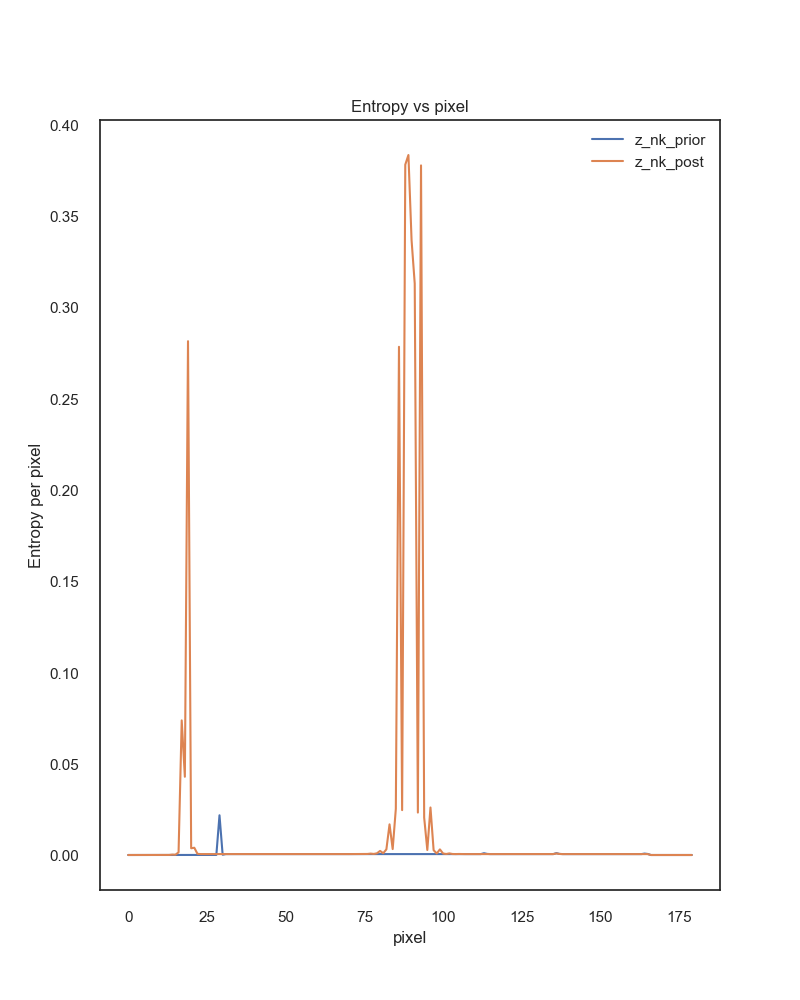 Entropy vs pixel
z_nk_prior
z_nk_post
Entropy per pixel
0.40
0.35
0.30
0.25
0.20
0.15
0.10
0.05
0.00
0 25 50 75 100 125 150 175
pixel